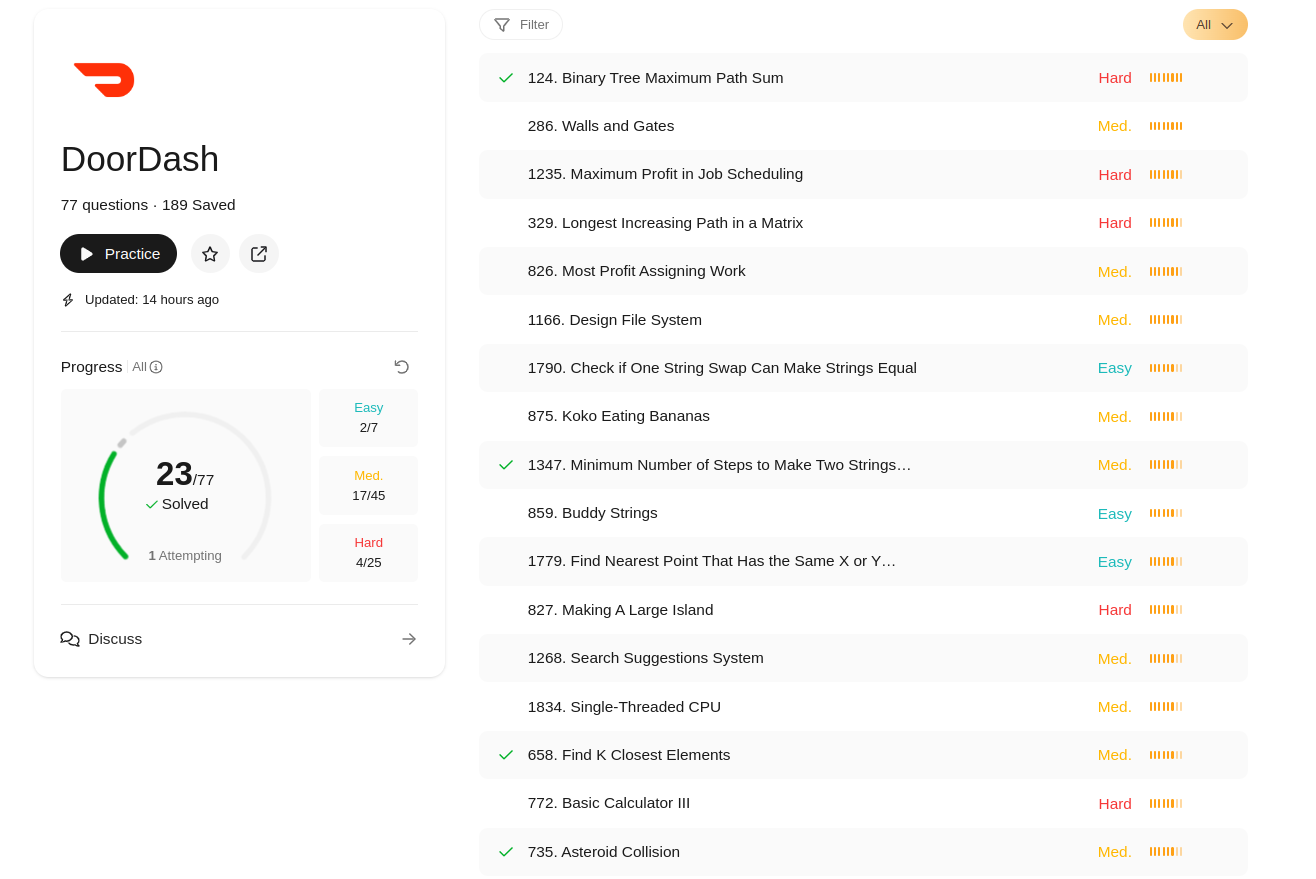 DoorDash
77 questions · 189 Saved
Practice
Updated: 14 hours ago
Progress All
23/77
Solved
1 Attempting
Easy
2/7
Med.
17/45
Hard
4/25
Discuss
Filter
All
124. Binary Tree Maximum Path Sum Hard
286. Walls and Gates Med.
1235. Maximum Profit in Job Scheduling Hard
329. Longest Increasing Path in a Matrix Hard
826. Most Profit Assigning Work Med.
1166. Design File System Med.
1790. Check if One String Swap Can Make Strings Equal Easy
875. Koko Eating Bananas Med.
1347. Minimum Number of Steps to Make Two Strings… Med.
859. Buddy Strings Easy
1779. Find Nearest Point That Has the Same X or Y… Easy
827. Making A Large Island Hard
1268. Search Suggestions System Med.
1834. Single-Threaded CPU Med.
658. Find K Closest Elements Med.
772. Basic Calculator III Hard
735. Asteroid Collision Med.